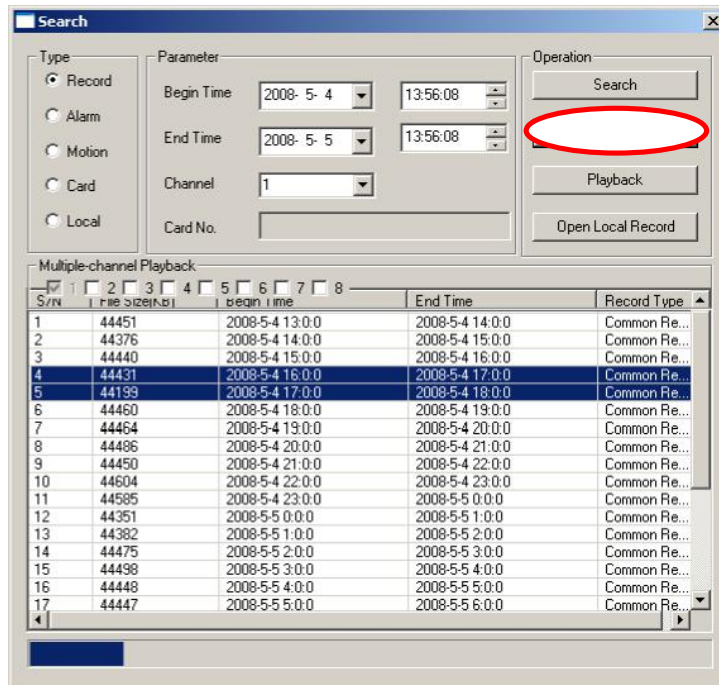 Search
Type
Record
Alarm
Motion
Card
Local
Parameter
Begin Time 2008- 5- 4 13:56:08
End Time 2008- 5- 5 13:56:08
Channel 1
Card No.
Operation
Search
Playback
Open Local Record
Multiple-channel Playback
1 2 3 4 5 6 7 8
S/N File Size(KB) Begin Time End Time Record Type
1 44451 2008-5-4 13:0:0 2008-5-4 14:0:0 Common Re...
2 44376 2008-5-4 14:0:0 2008-5-4 15:0:0 Common Re...
3 44440 2008-5-4 15:0:0 2008-5-4 16:0:0 Common Re...
4 44431 2008-5-4 16:0:0 2008-5-4 17:0:0 Common Re...
5 44199 2008-5-4 17:0:0 2008-5-4 18:0:0 Common Re...
6 44460 2008-5-4 18:0:0 2008-5-4 19:0:0 Common Re...
7 44464 2008-5-4 19:0:0 2008-5-4 20:0:0 Common Re...
8 44486 2008-5-4 20:0:0 2008-5-4 21:0:0 Common Re...
9 44450 2008-5-4 21:0:0 2008-5-4 22:0:0 Common Re...
10 44604 2008-5-4 22:0:0 2008-5-4 23:0:0 Common Re...
11 44585 2008-5-4 23:0:0 2008-5-5 0:0:0 Common Re...
12 44351 2008-5-5 0:0:0 2008-5-5 1:0:0 Common Re...
13 44382 2008-5-5 1:0:0 2008-5-5 2:0:0 Common Re...
14 44475 2008-5-5 2:0:0 2008-5-5 3:0:0 Common Re...
15 44498 2008-5-5 3:0:0 2008-5-5 4:0:0 Common Re...
16 44448 2008-5-5 4:0:0 2008-5-5 5:0:0 Common Re...
17 44447 2008-5-5 5:0:0 2008-5-5 6:0:0 Common Re...